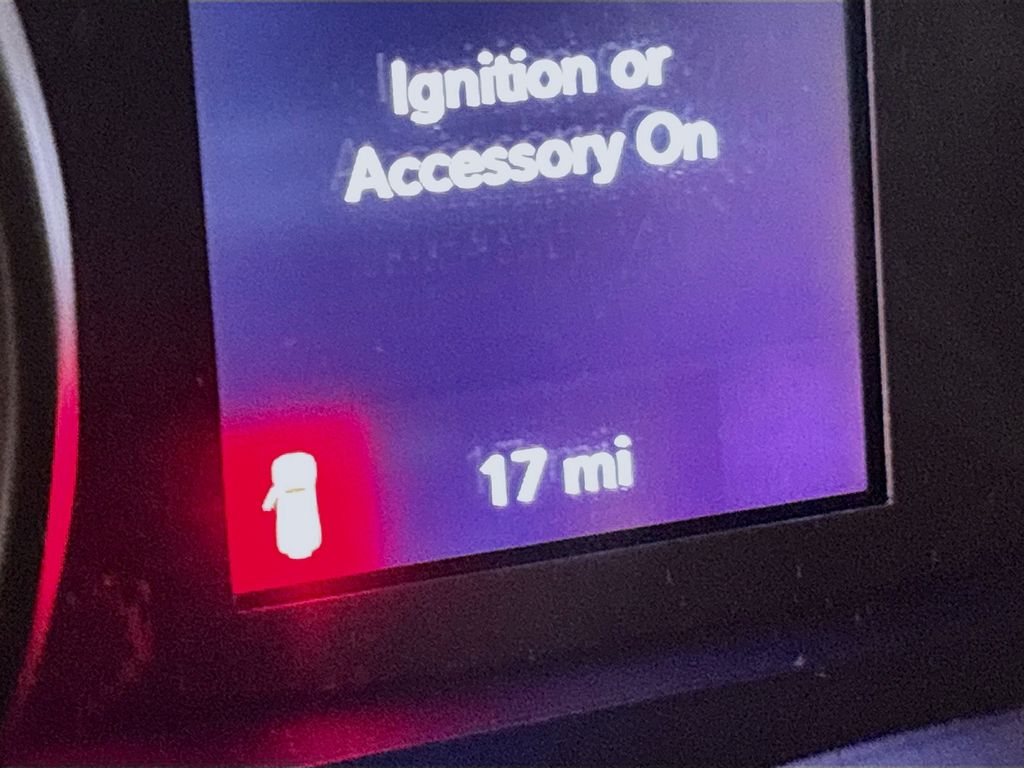 Ignition or
Accessory On
17 mi